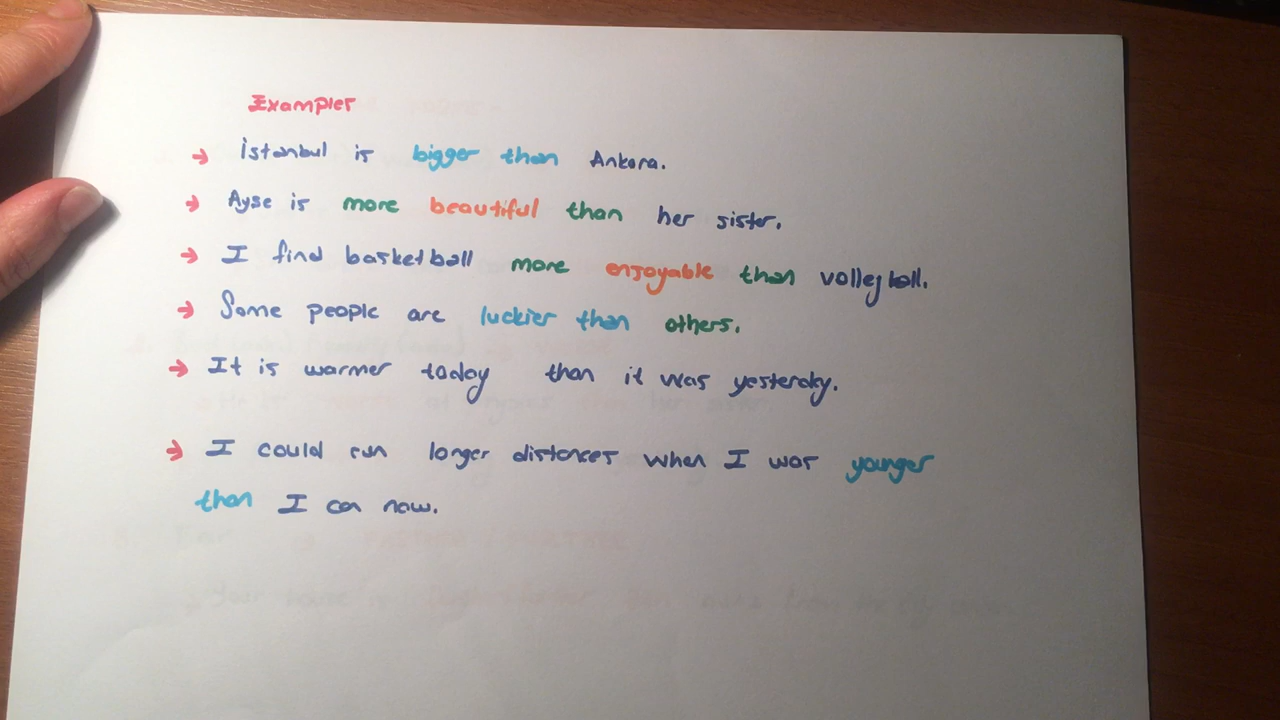 Examples
→ İstanbul is bigger than Ankara.
→ Ayse is more beautiful than her sister.
→ I find basketball more enjoyable than volleyball.
→ Some people are luckier than others.
→ It is warmer today than it was yesterday.
→ I could run longer distances when I was younger
than I can now.